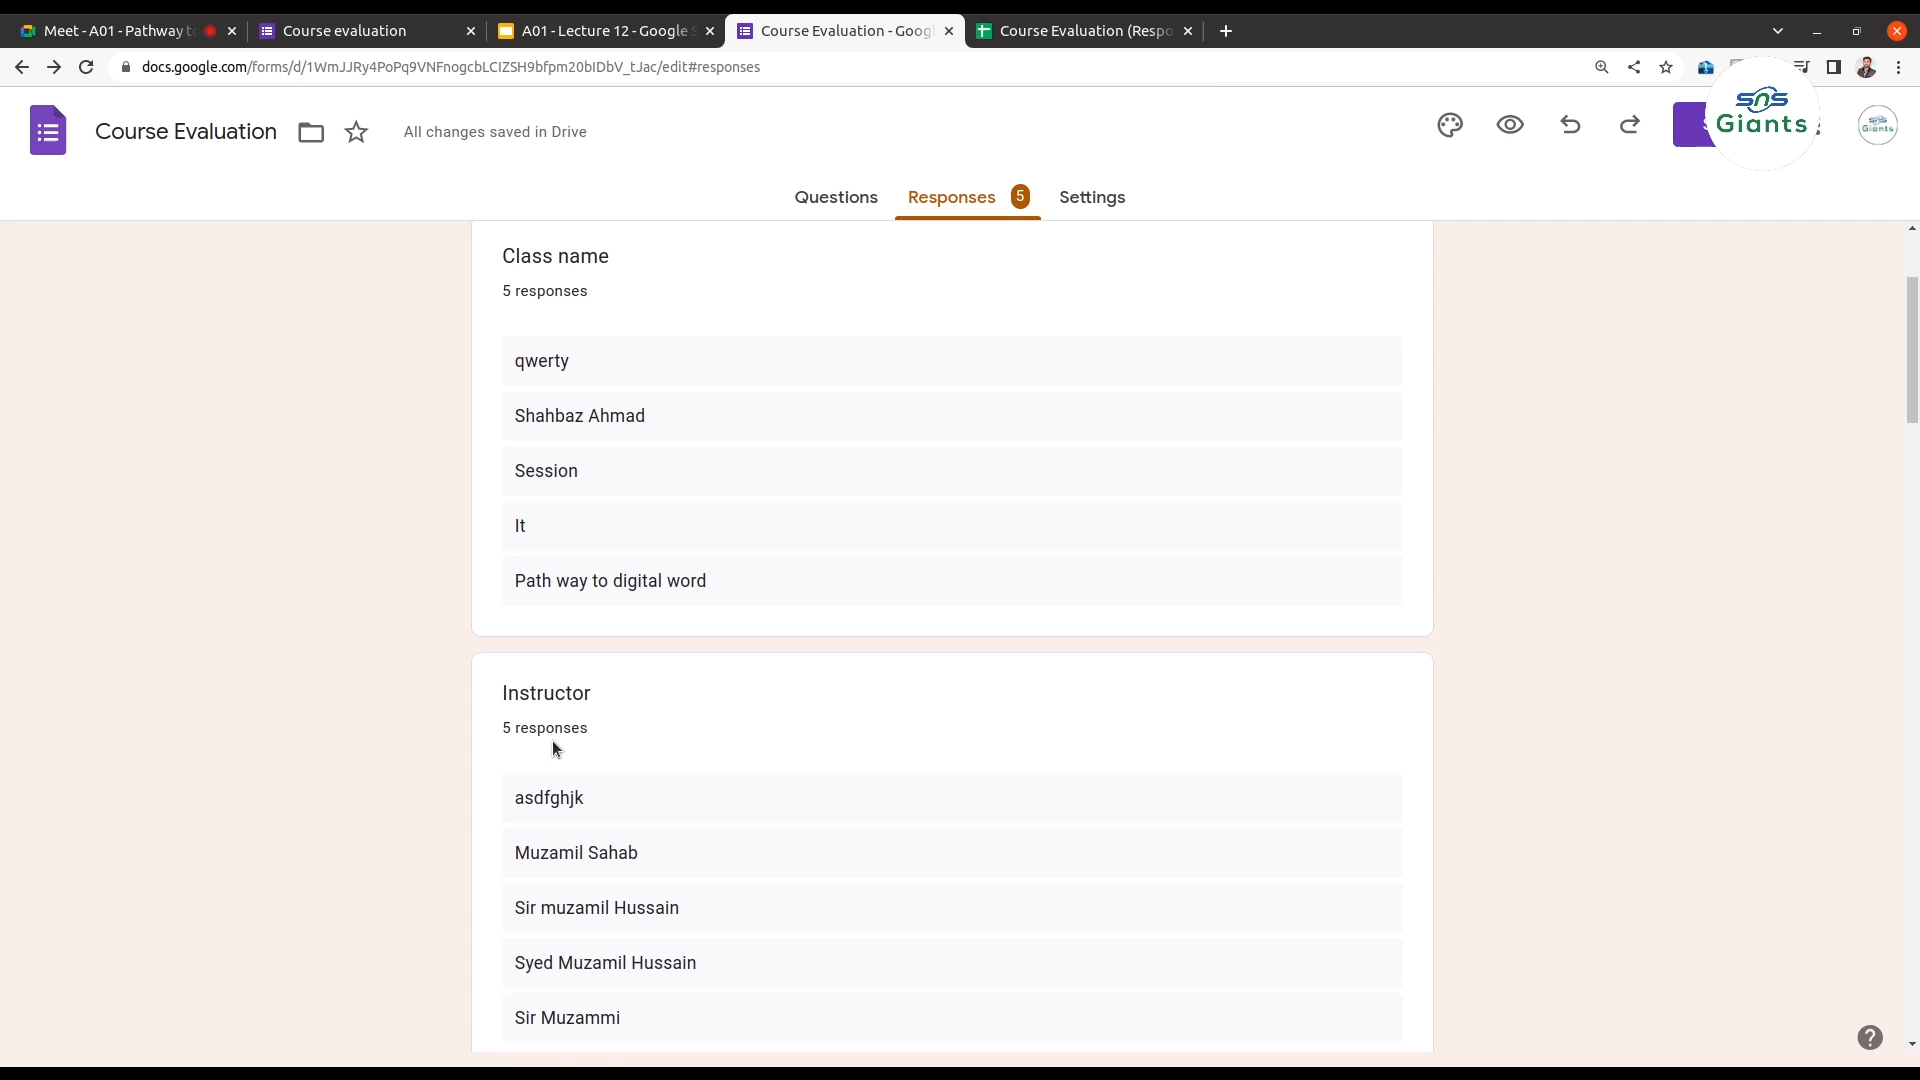 Meet - A01 - Pathway to
Course evaluation
A01 - Lecture 12 - Google S
Course Evaluation - Googl
Course Evaluation (Respo
docs.google.com/forms/d/1WmJJRy4PoPq9VNFnogcbLCIZSH9bfpm20bIDbV_tJac/edit#responses
Course Evaluation
All changes saved in Drive
sns
Giants
Giants
Questions
Responses 5
Settings
Class name
5 responses
qwerty
Shahbaz Ahmad
Session
It
Path way to digital word
Instructor
5 responses
asdfghjk
Muzamil Sahab
Sir muzamil Hussain
Syed Muzamil Hussain
Sir Muzammi